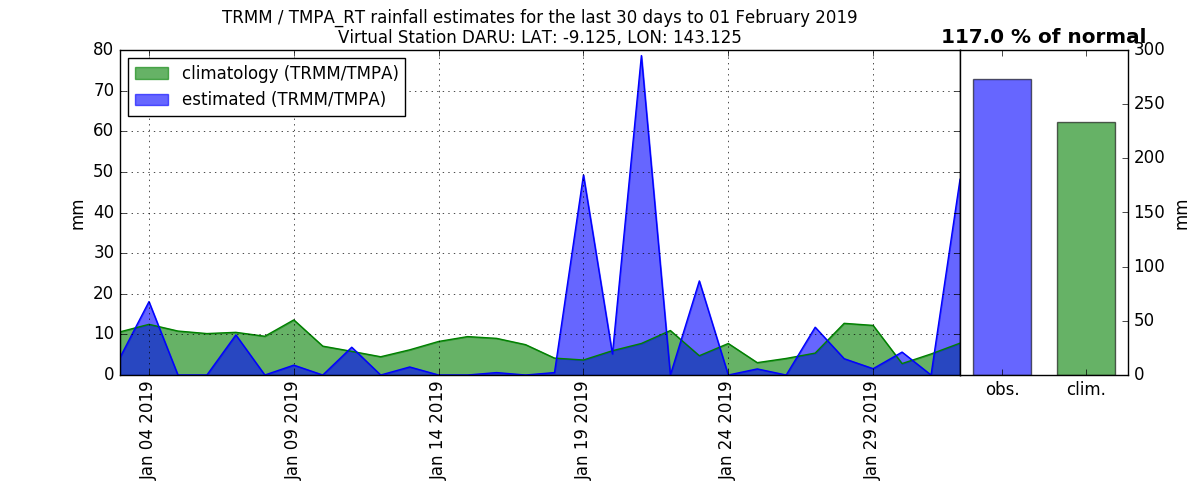 TRMM / TMPA_RT rainfall estimates for the last 30 days to 01 February 2019
Virtual Station DARU: LAT: -9.125, LON: 143.125
117.0 % of normal
climatology (TRMM/TMPA)
estimated (TRMM/TMPA)
mm
80
70
60
50
40
30
20
10
0
Jan 04 2019
Jan 09 2019
Jan 14 2019
Jan 19 2019
Jan 24 2019
Jan 29 2019
obs.
clim.
300
250
200
150
100
50
0
mm